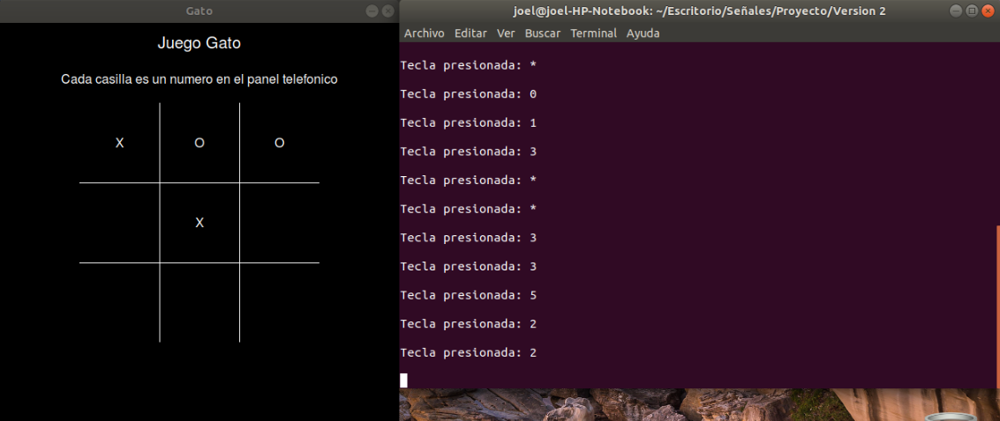 Gato
Juego Gato
Cada casilla es un numero en el panel telefonico
X O O
X
joel@joel-HP-Notebook: ~/Escritorio/Señales/Proyecto/Version 2
Archivo Editar Ver Buscar Terminal Ayuda
Tecla presionada: *
Tecla presionada: 0
Tecla presionada: 1
Tecla presionada: 3
Tecla presionada: *
Tecla presionada: *
Tecla presionada: 3
Tecla presionada: 3
Tecla presionada: 5
Tecla presionada: 2
Tecla presionada: 2